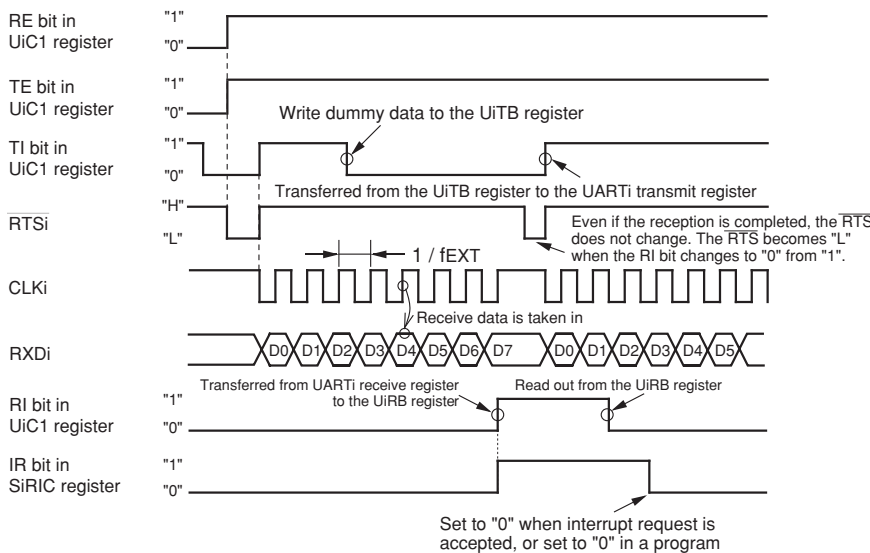 RE bit in
UiC1 register
"1"
"0"
TE bit in
UiC1 register
"1"
"0"
Write dummy data to the UiTB register
TI bit in
UiC1 register
"1"
"0"
Transferred from the UiTB register to the UARTi transmit register
RTSi
"H"
"L"
Even if the reception is completed, the RTS
does not change. The RTS becomes "L"
when the RI bit changes to "0" from "1".
1 / fEXT
CLKi
Receive data is taken in
RXDi
D0 D1 D2 D3 D4 D5 D6 D7 D0 D1 D2 D3 D4 D5
Transferred from UARTi receive register
to the UiRB register
Read out from the UiRB register
RI bit in
UiC1 register
"1"
"0"
IR bit in
SiRIC register
"1"
"0"
Set to "0" when interrupt request is
accepted, or set to "0" in a program